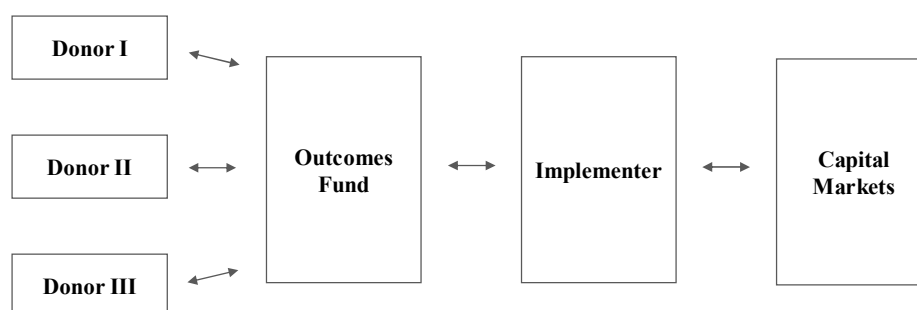 Donor I
Donor II
Donor III
Outcomes
Fund
Implementer
Capital
Markets